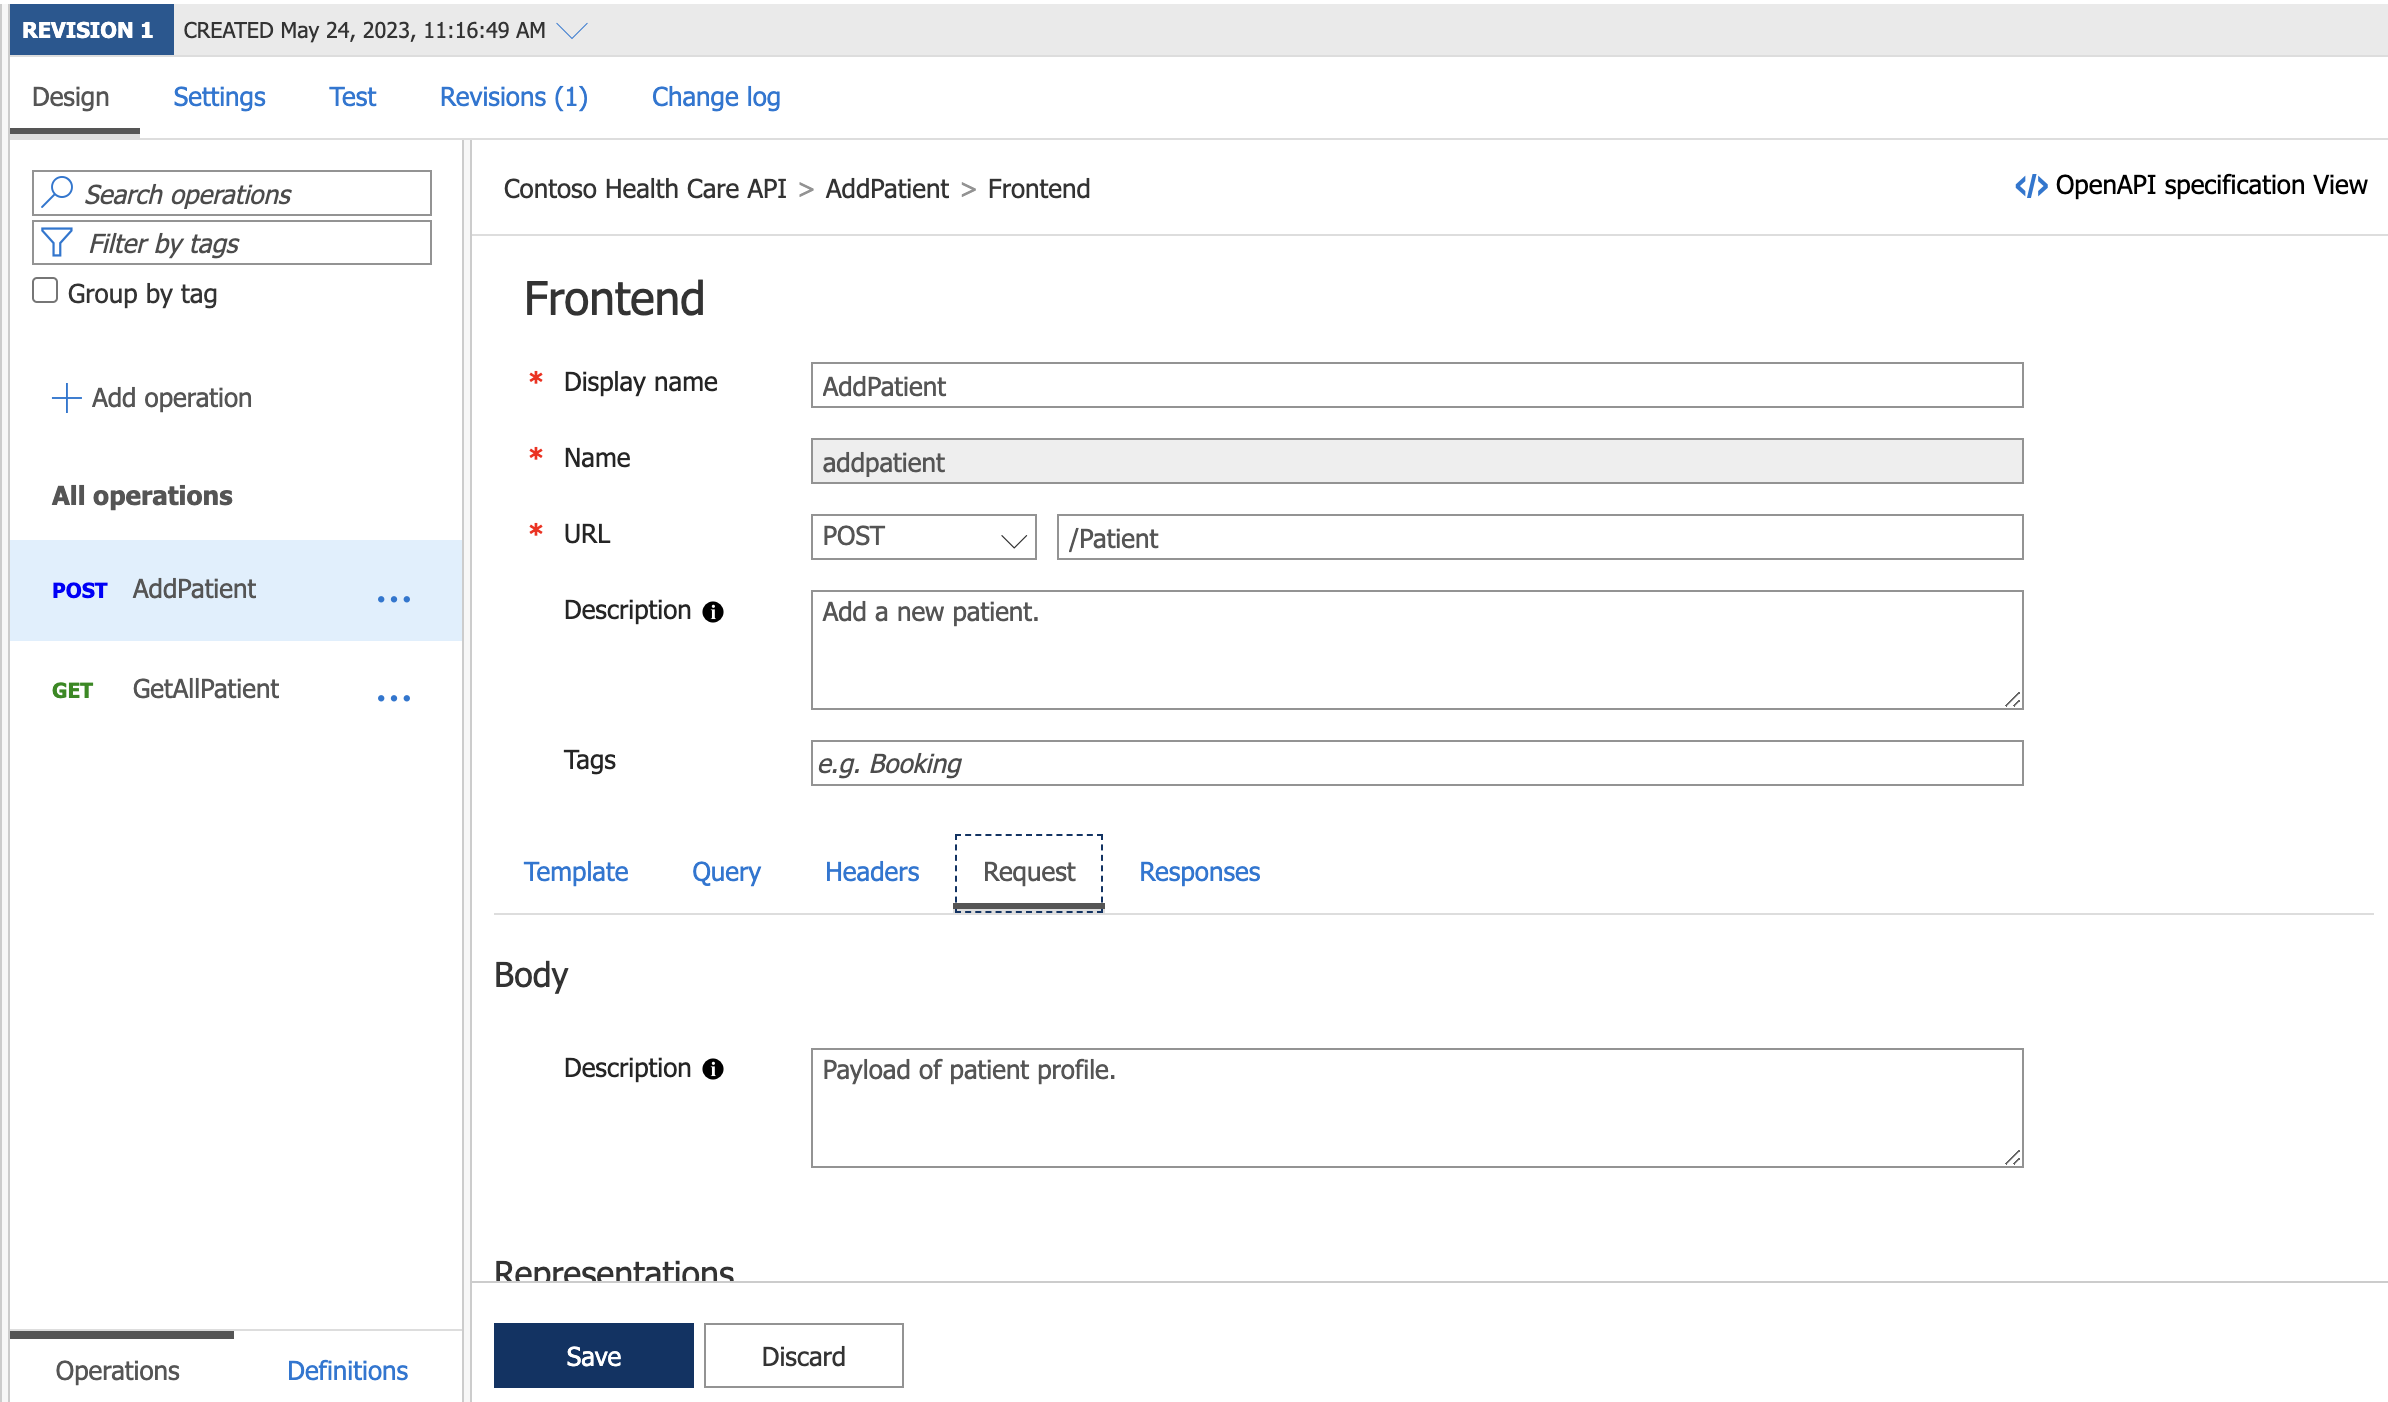 REVISION 1 CREATED May 24, 2023, 11:16:49 AM
Design Settings Test Revisions (1) Change log
Search operations
Filter by tags
Group by tag
Add operation
All operations
POST AddPatient ...
GET GetAllPatient ...
Operations Definitions
Contoso Health Care API > AddPatient > Frontend
</> OpenAPI specification View
Frontend
* Display name AddPatient
* Name addpatient
* URL POST /Patient
Description Add a new patient.
Tags e.g. Booking
Template Query Headers Request Responses
Body
Description Payload of patient profile.
Representations
Save Discard